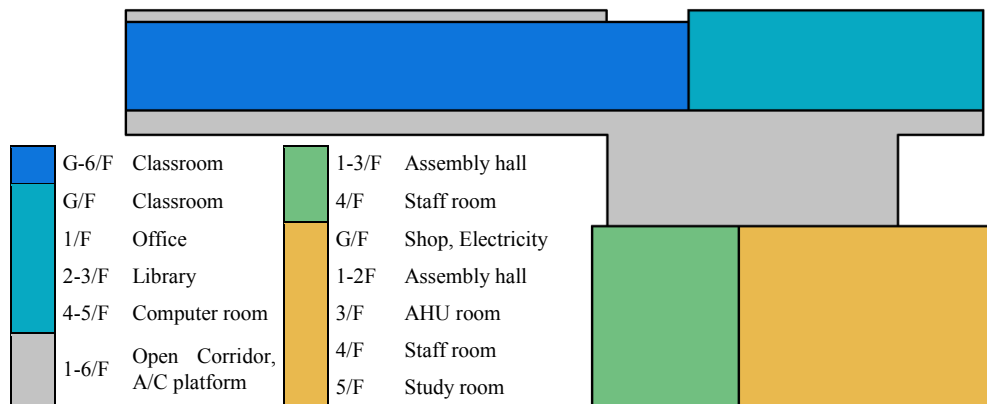 G-6/F Classroom
G/F Classroom
1/F Office
2-3/F Library
4-5/F Computer room
1-6/F Open Corridor,
A/C platform
1-3/F Assembly hall
4/F Staff room
G/F Shop, Electricity
1-2F Assembly hall
3/F AHU room
4/F Staff room
5/F Study room